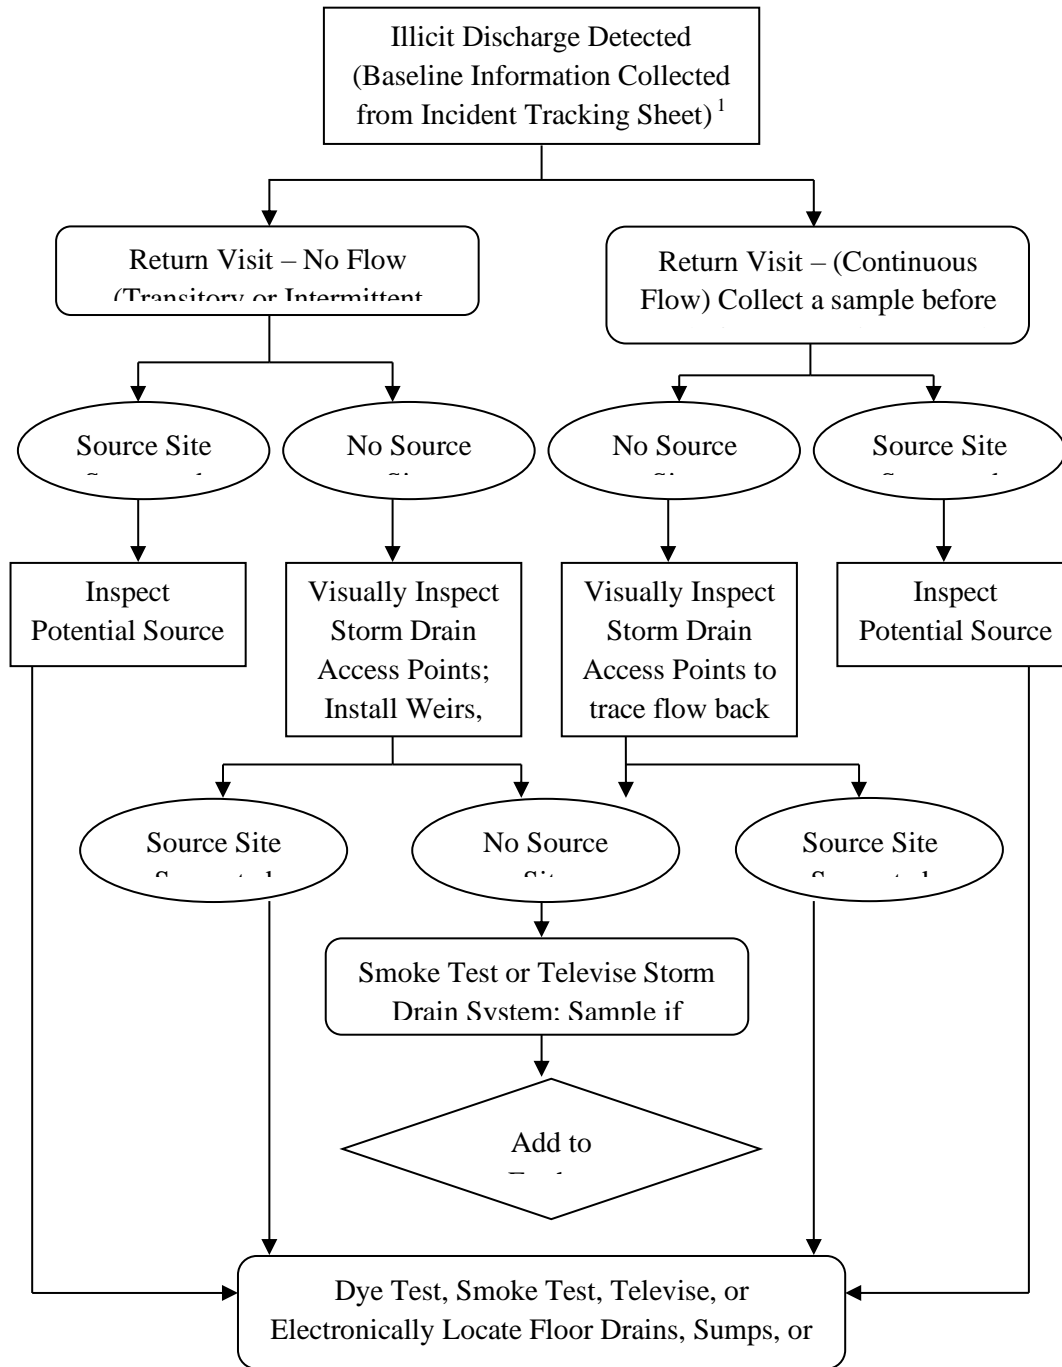 Illicit Discharge Detected
(Baseline Information Collected
from Incident Tracking Sheet) 1
Return Visit – No Flow
(Transitory or Intermittent
Return Visit – (Continuous
Flow) Collect a sample before
Source Site
No Source
No Source
Source Site
Inspect
Potential Source
Visually Inspect
Storm Drain
Access Points;
Install Weirs,
Visually Inspect
Storm Drain
Access Points to
trace flow back
Inspect
Potential Source
Source Site
No Source
Source Site
Smoke Test or Televise Storm
Drain System; Sample if
Add to
Dye Test, Smoke Test, Televise, or
Electronically Locate Floor Drains, Sumps, or